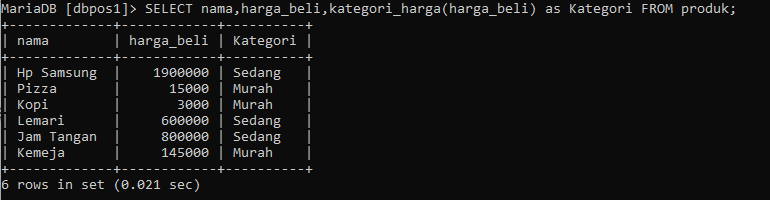 MariaDB [dbpos1]> SELECT nama,harga_beli,kategori_harga(harga_beli) as Kategori FROM produk;
+------------+------------+----------+
| nama       | harga_beli | Kategori |
+------------+------------+----------+
| Hp Samsung |    1900000 | Sedang   |
| Pizza      |      15000 | Murah    |
| Kopi       |       3000 | Murah    |
| Lemari     |     600000 | Sedang   |
| Jam Tangan |     800000 | Sedang   |
| Kemeja     |     145000 | Murah    |
+------------+------------+----------+
6 rows in set (0.021 sec)